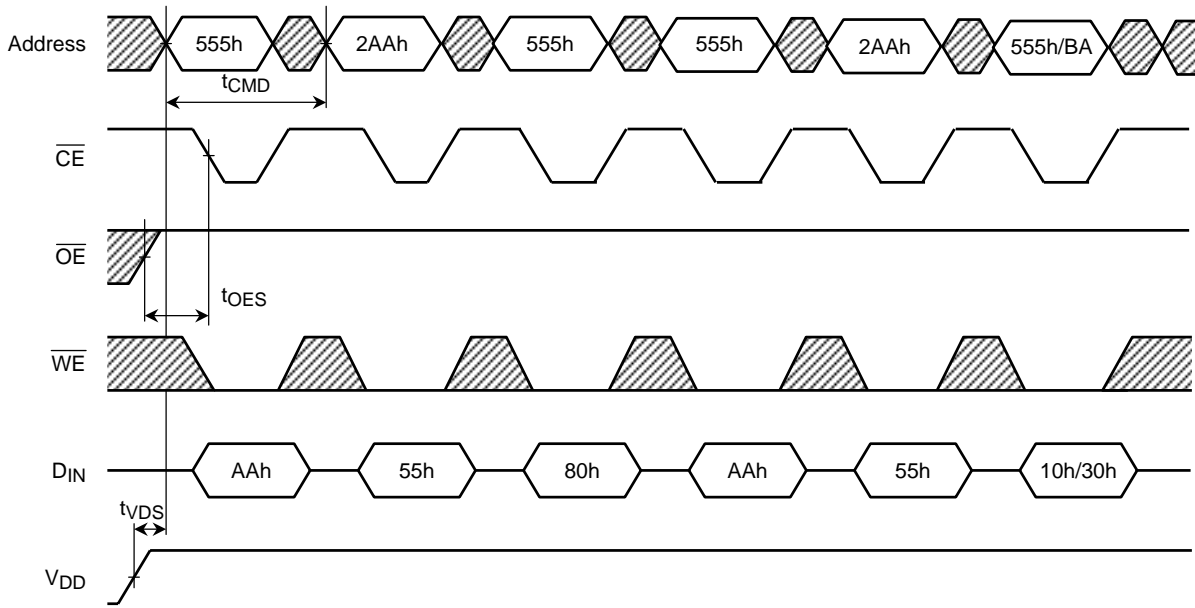 Address 555h 2AAh 555h 555h 2AAh 555h/BA
tCMD
CE
OE
tOES
WE
DIN AAh 55h 80h AAh 55h 10h/30h
tVDS
VDD